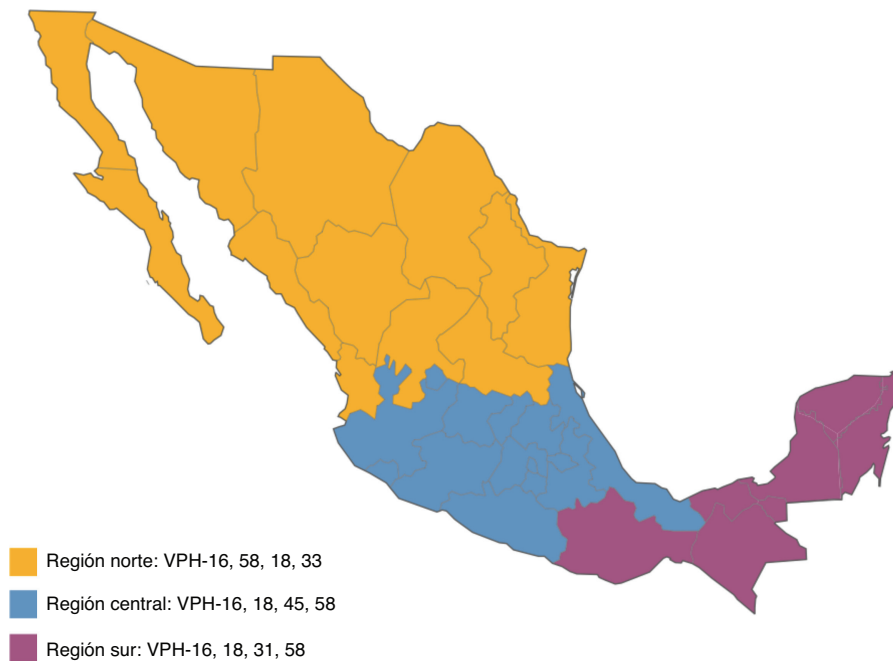 Región norte: VPH-16, 58, 18, 33
Región central: VPH-16, 18, 45, 58
Región sur: VPH-16, 18, 31, 58